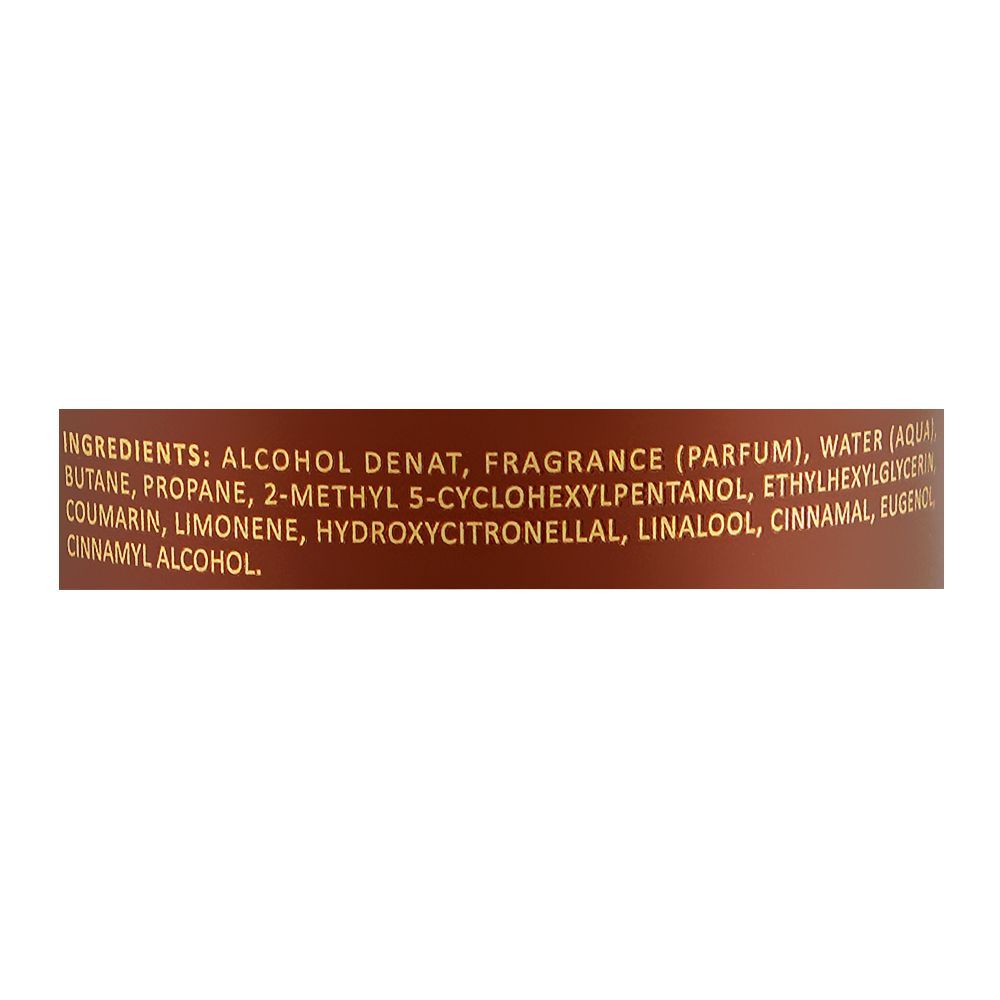 INGREDIENTS: ALCOHOL DENAT, FRAGRANCE (PARFUM), WATER (AQUA),
BUTANE, PROPANE, 2-METHYL 5-CYCLOHEXYLPENTANOL, ETHYLHEXYLGLYCERIN,
COUMARIN, LIMONENE, HYDROXYCITRONELLAL, LINALOOL, CINNAMAL, EUGENOL,
CINNAMYL ALCOHOL.